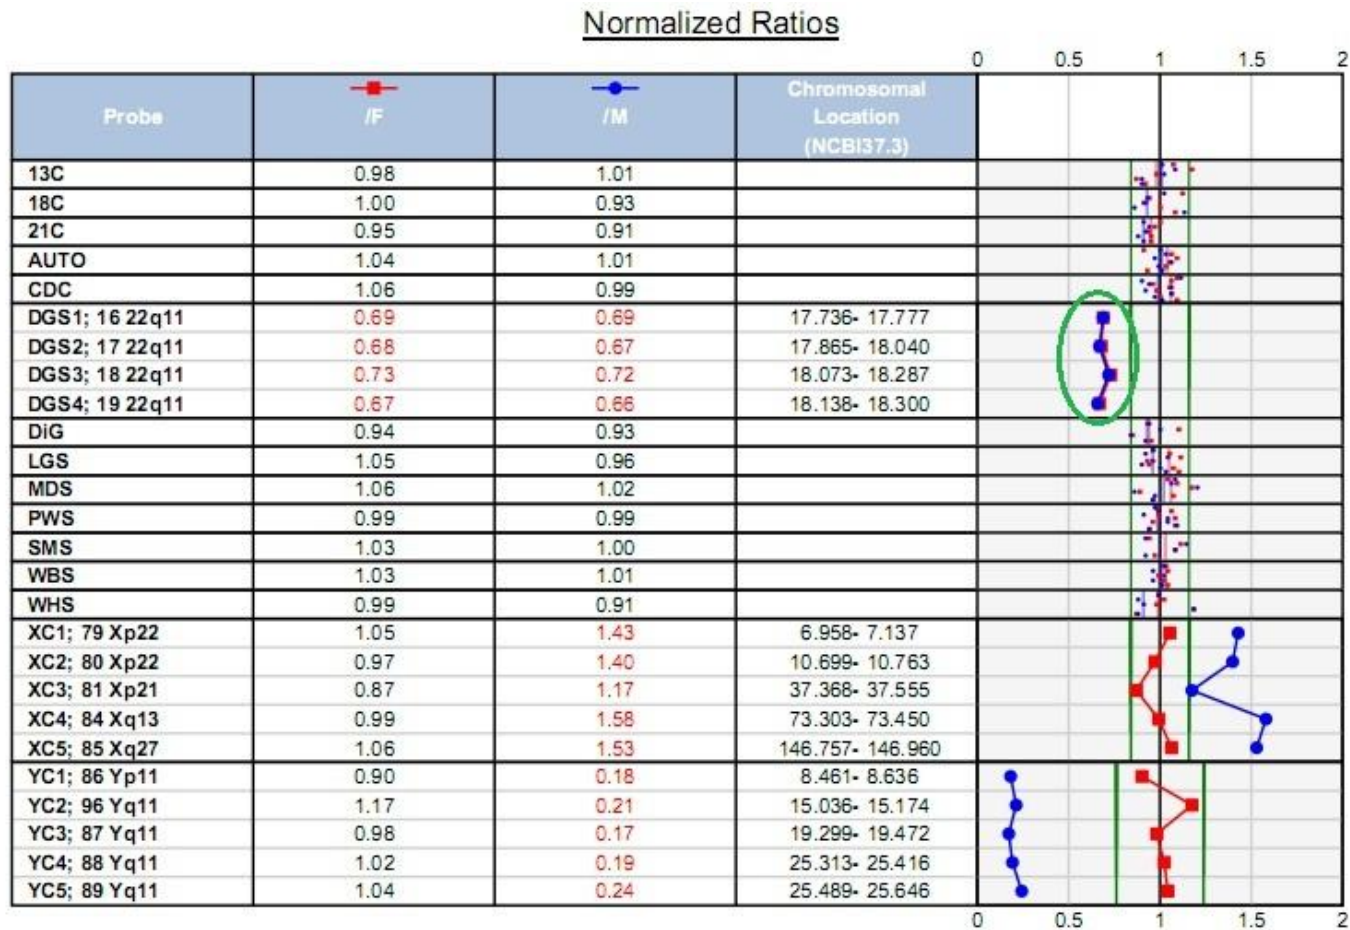 Normalized Ratios
0 0.5 1 1.5 2
Probe /F /M Chromosomal Location (NCBI37.3)
13C 0.98 1.01
18C 1.00 0.93
21C 0.95 0.91
AUTO 1.04 1.01
CDC 1.06 0.99
DGS1; 16 22q11 0.69 0.69 17.736- 17.777
DGS2; 17 22q11 0.68 0.67 17.865- 18.040
DGS3; 18 22q11 0.73 0.72 18.073- 18.287
DGS4; 19 22q11 0.67 0.66 18.138- 18.300
DiG 0.94 0.93
LGS 1.05 0.96
MDS 1.06 1.02
PWS 0.99 0.99
SMS 1.03 1.00
WBS 1.03 1.01
WHS 0.99 0.91
XC1; 79 Xp22 1.05 1.43 6.958- 7.137
XC2; 80 Xp22 0.97 1.40 10.699- 10.763
XC3; 81 Xp21 0.87 1.17 37.368- 37.555
XC4; 84 Xq13 0.99 1.58 73.303- 73.450
XC5; 85 Xq27 1.06 1.53 146.757- 146.960
YC1; 86 Yp11 0.90 0.18 8.461- 8.636
YC2; 96 Yq11 1.17 0.21 15.036- 15.174
YC3; 87 Yq11 0.98 0.17 19.299- 19.472
YC4; 88 Yq11 1.02 0.19 25.313- 25.416
YC5; 89 Yq11 1.04 0.24 25.489- 25.646
0 0.5 1 1.5 2